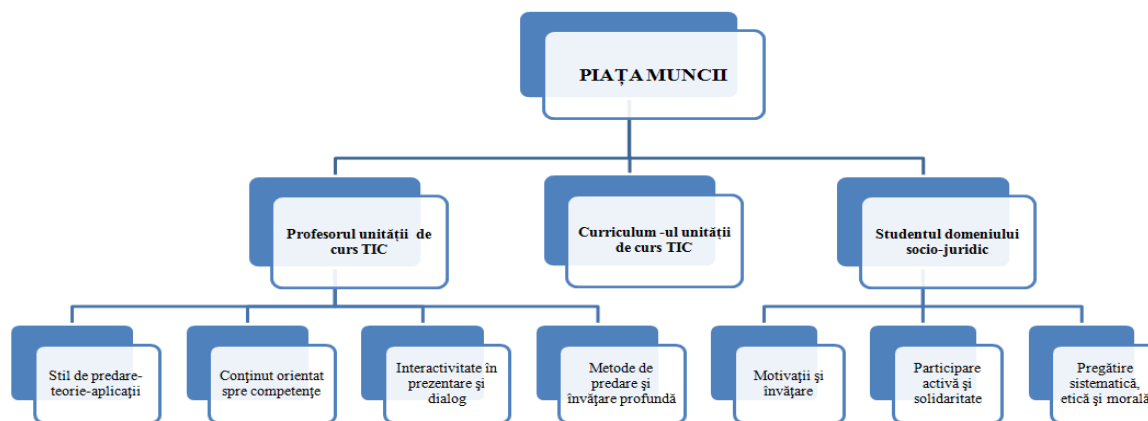 PIAȚA MUNCII
Profesorul unității de
curs TIC
Curriculum -ul unității
de curs TIC
Studentul domeniului
socio-juridic
Stil de predare-
teorie-aplicații
Conţinut orientat
spre competenţe
Interactivitate în
prezentare şi
dialog
Metode de
predare şi
învăţare profundă
Motivaţii şi
învăţare
Participare
activă şi
solidaritate
Pregătire
sistematică,
etică şi morală